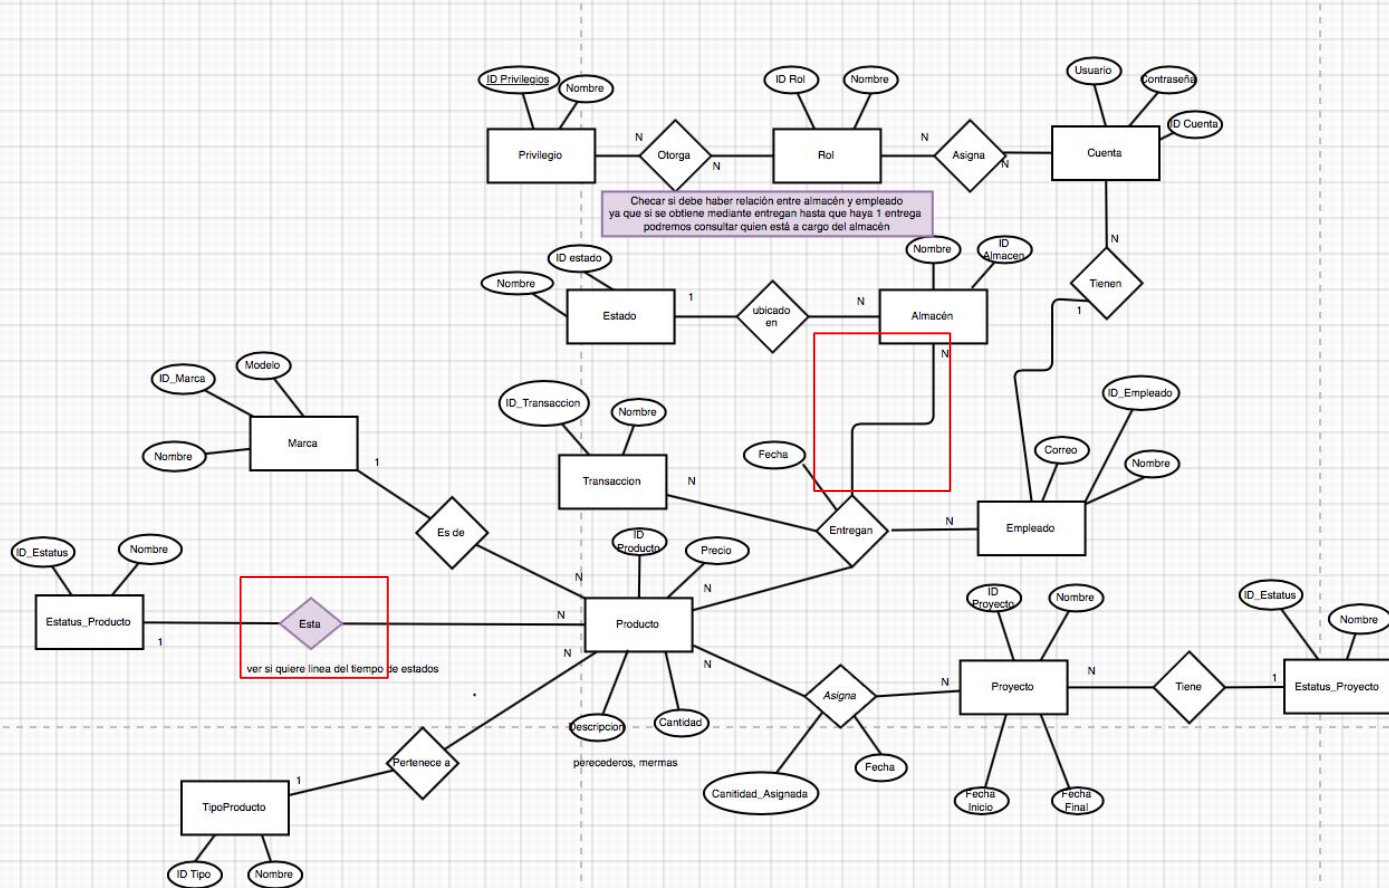 ID Privilegios
Nombre
ID Rol
Nombre
Usuario
Contraseña
ID Cuenta
Privilegio
N
Otorga
N
Rol
N
Asigna
N
Cuenta
Checar si debe haber relación entre almacén y empleado
ya que si se obtiene mediante entregan hasta que haya 1 entrega
podremos consultar quien está a cargo del almacén
N
Nombre
ID
Almacen
ID estado
Nombre
Tienen
1
Estado
1
ubicado
en
N
Almacén
N
Modelo
ID_Marca
ID_Transaccion
Nombre
ID_Empleado
Marca
Nombre
1
Fecha
Correo
Nombre
Transaccion
N
Es de
Entregan
N
Empleado
ID
Producto
Precio
ID_Estatus
Nombre
N
N
ID
Proyecto
Nombre
ID_Estatus
Nombre
Estatus_Producto
1
Esta
N
Producto
ver si quiere linea del tiempo de estados
N
N
Asigna
N
Proyecto
N
Tiene
1
Estatus_Proyecto
Descripcion
Cantidad
perecederos, mermas
Pertenece a
1
Fecha
Canitidad_Asignada
Fecha
Inicio
Fecha
Final
TipoProducto
ID Tipo
Nombre